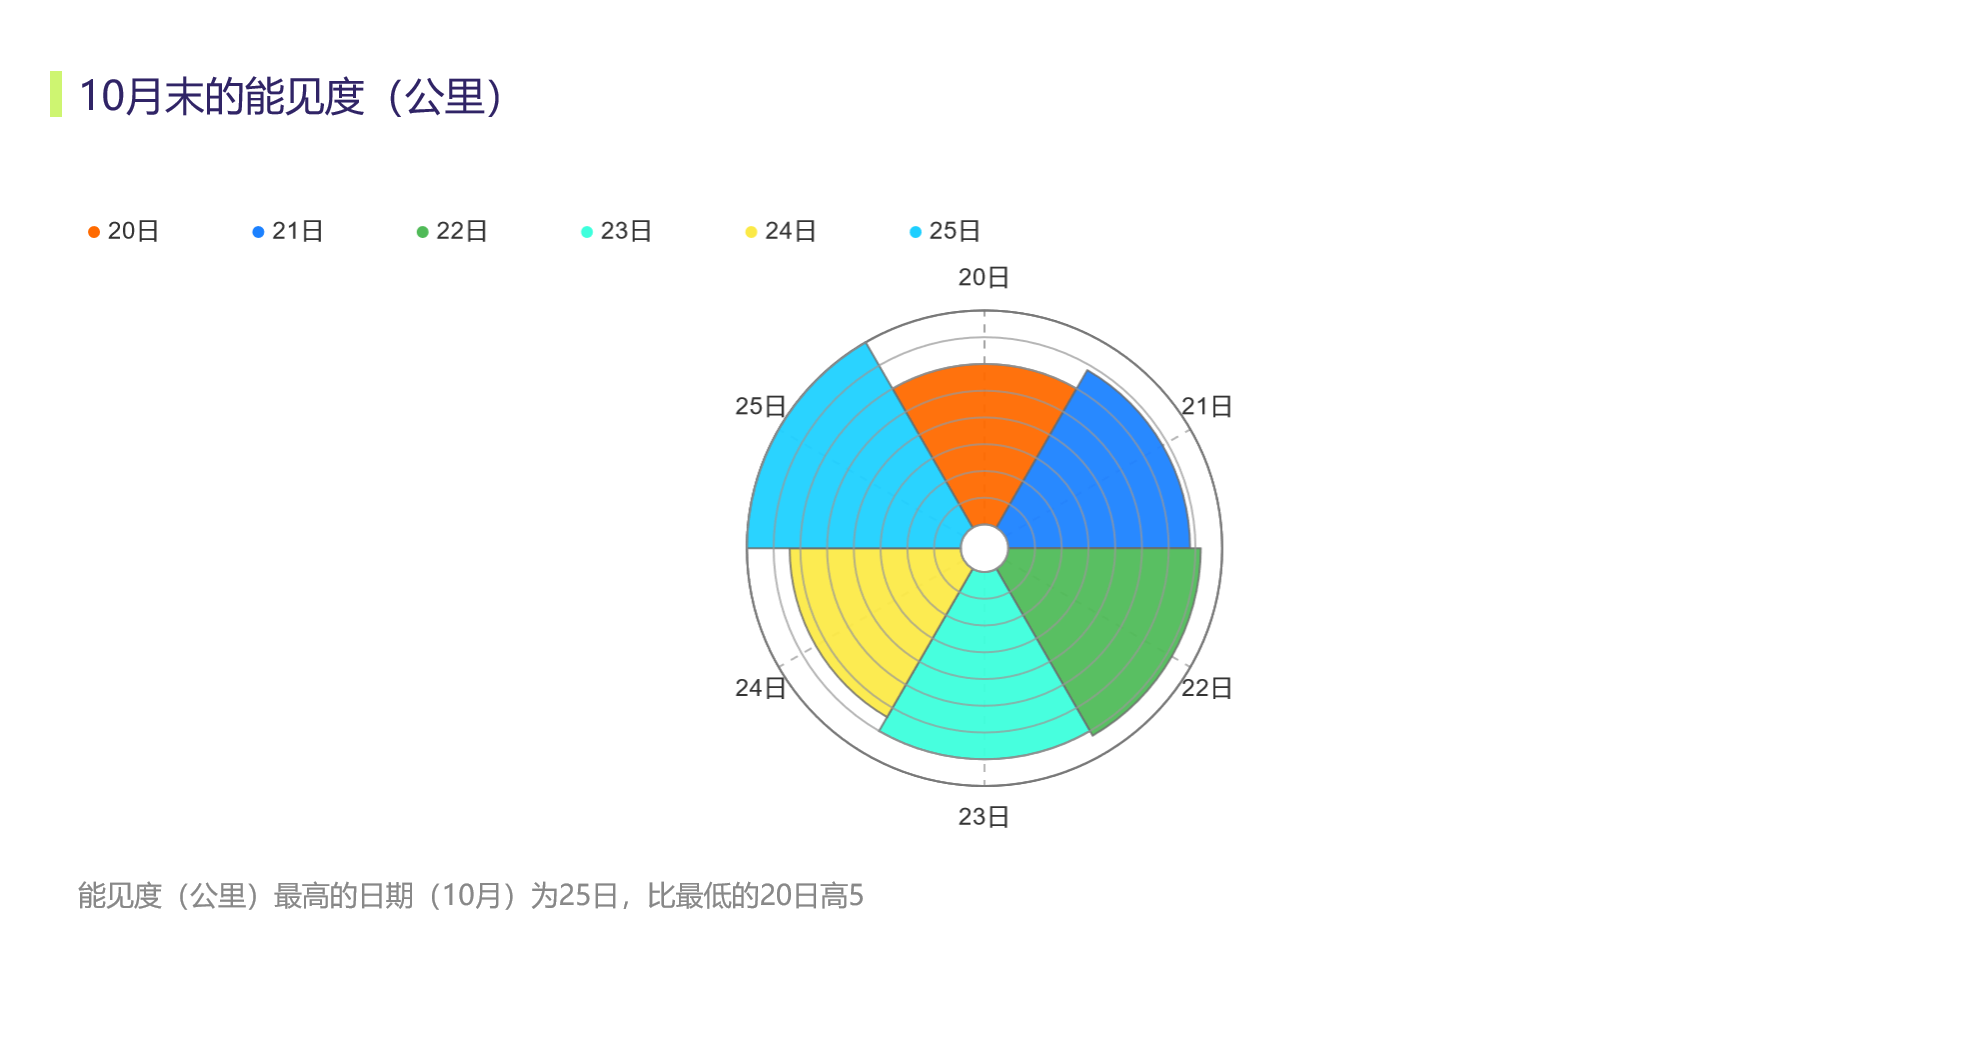 10月末的能见度（公里）
20日 21日 22日 23日 24日 25日
20日
25日 21日
24日 22日
23日
能见度（公里）最高的日期（10月）为25日，比最低的20日高5